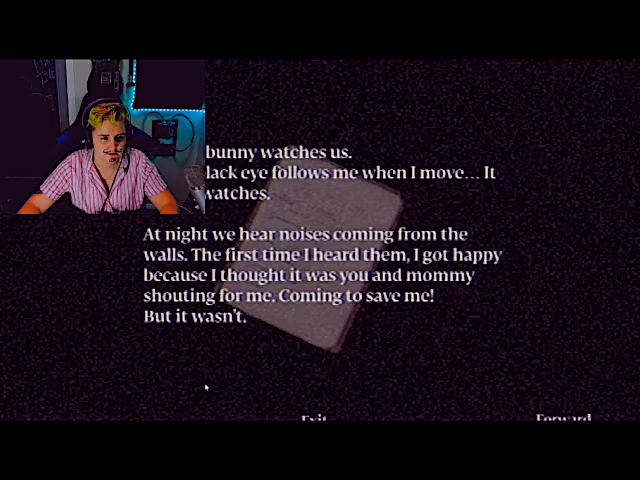 bunny watches us.
lack eye follows me when I move... It
watches.
At night we hear noises coming from the
walls. The first time I heard them, I got happy
because I thought it was you and mommy
shouting for me. Coming to save me!
But it wasn't.
Exit
Forward